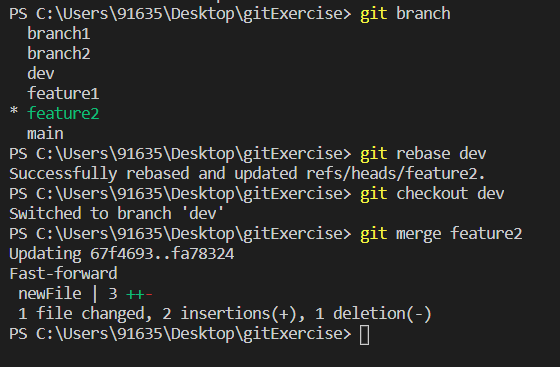 PS C:\Users\91635\Desktop\gitExercise> git branch
  branch1
  branch2
  dev
  feature1
* feature2
  main
PS C:\Users\91635\Desktop\gitExercise> git rebase dev
Successfully rebased and updated refs/heads/feature2.
PS C:\Users\91635\Desktop\gitExercise> git checkout dev
Switched to branch 'dev'
PS C:\Users\91635\Desktop\gitExercise> git merge feature2
Updating 67f4693..fa78324
Fast-forward
 newFile | 3 ++-
 1 file changed, 2 insertions(+), 1 deletion(-)
PS C:\Users\91635\Desktop\gitExercise>